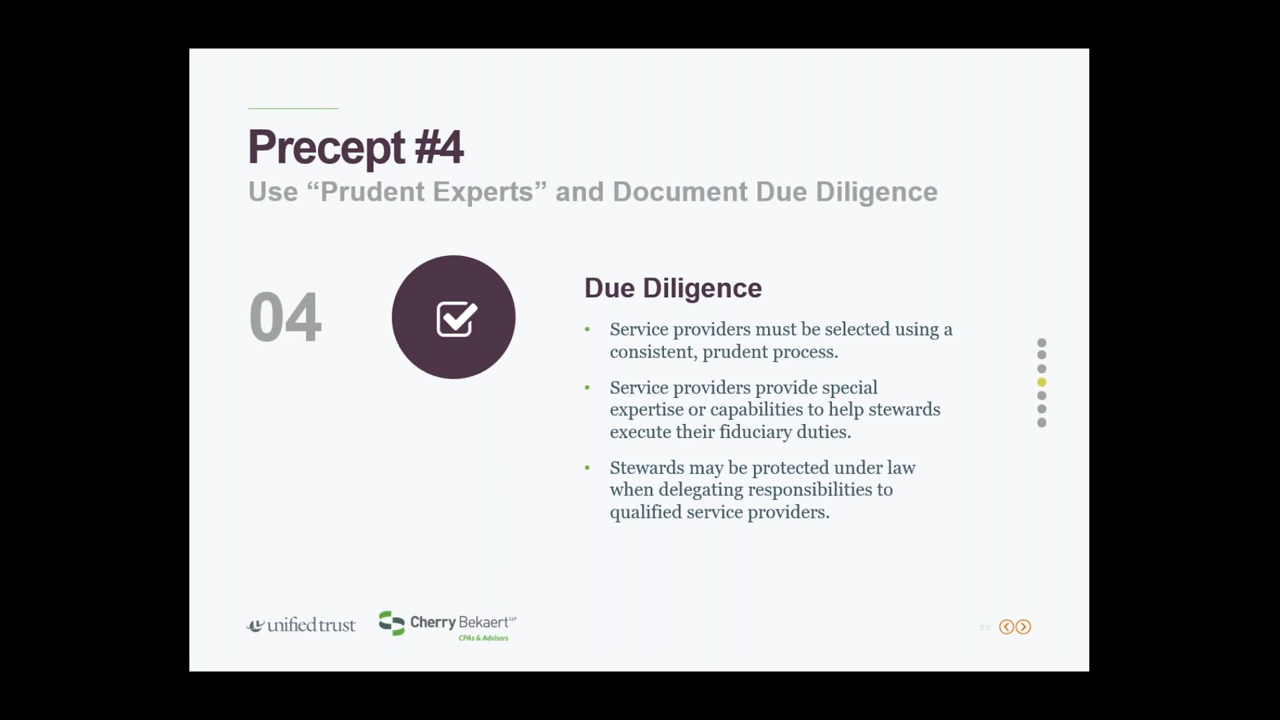 Precept #4
Use “Prudent Experts” and Document Due Diligence
04
Due Diligence
• Service providers must be selected using a
consistent, prudent process.
• Service providers provide special
expertise or capabilities to help stewards
execute their fiduciary duties.
• Stewards may be protected under law
when delegating responsibilities to
qualified service providers.
unified trust
Cherry Bekaert LLP
CPAs & Advisors